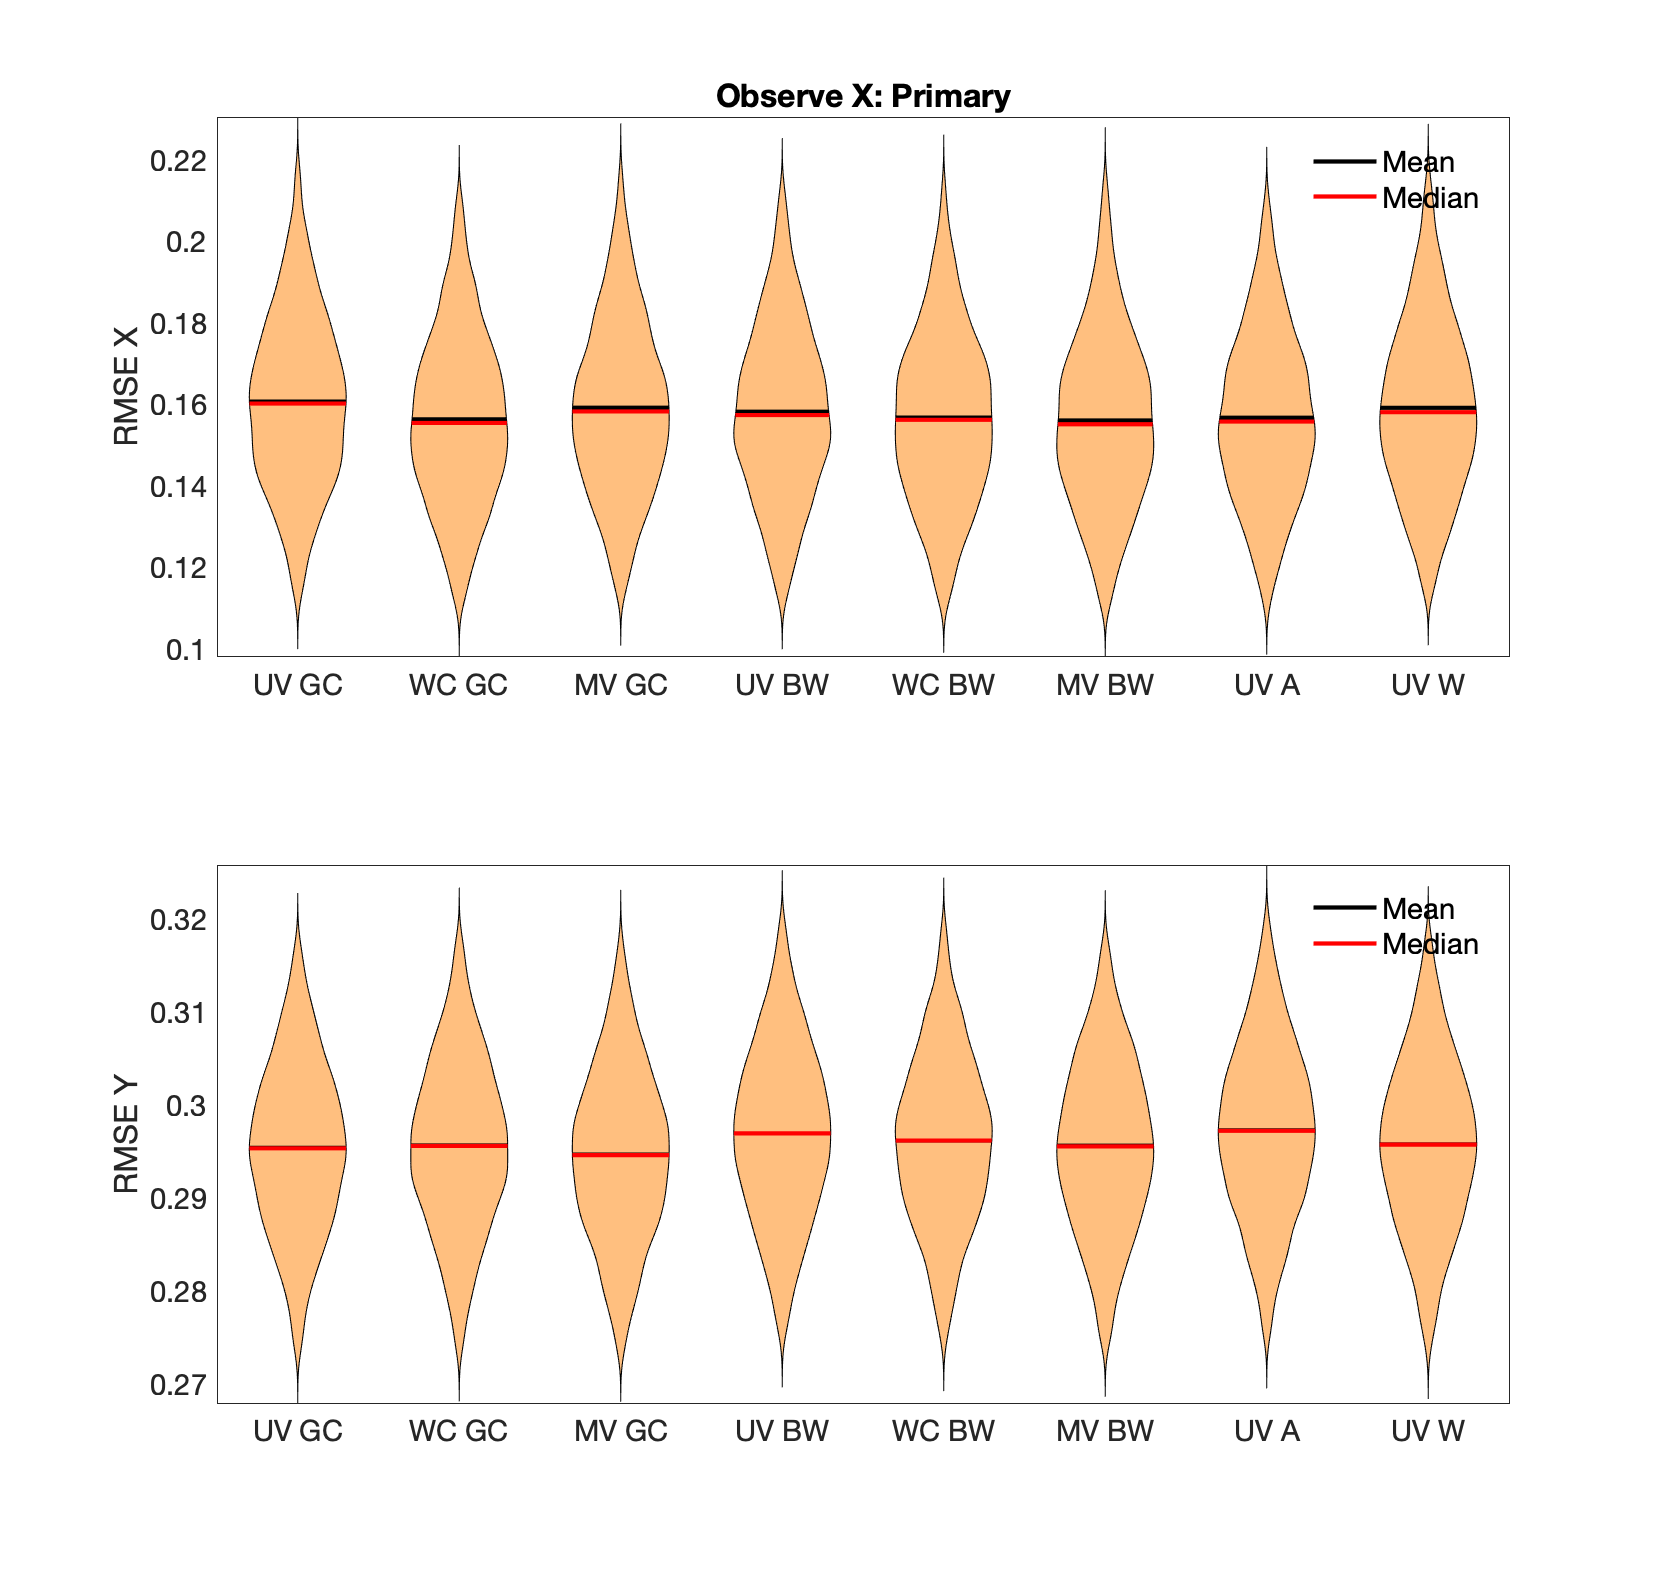 Observe X: Primary
Mean
Median
RMSE X
0.22
0.2
0.18
0.16
0.14
0.12
0.1
UV GC WC GC MV GC UV BW WC BW MV BW UV A UV W
Mean
Median
RMSE Y
0.32
0.31
0.3
0.29
0.28
0.27
UV GC WC GC MV GC UV BW WC BW MV BW UV A UV W